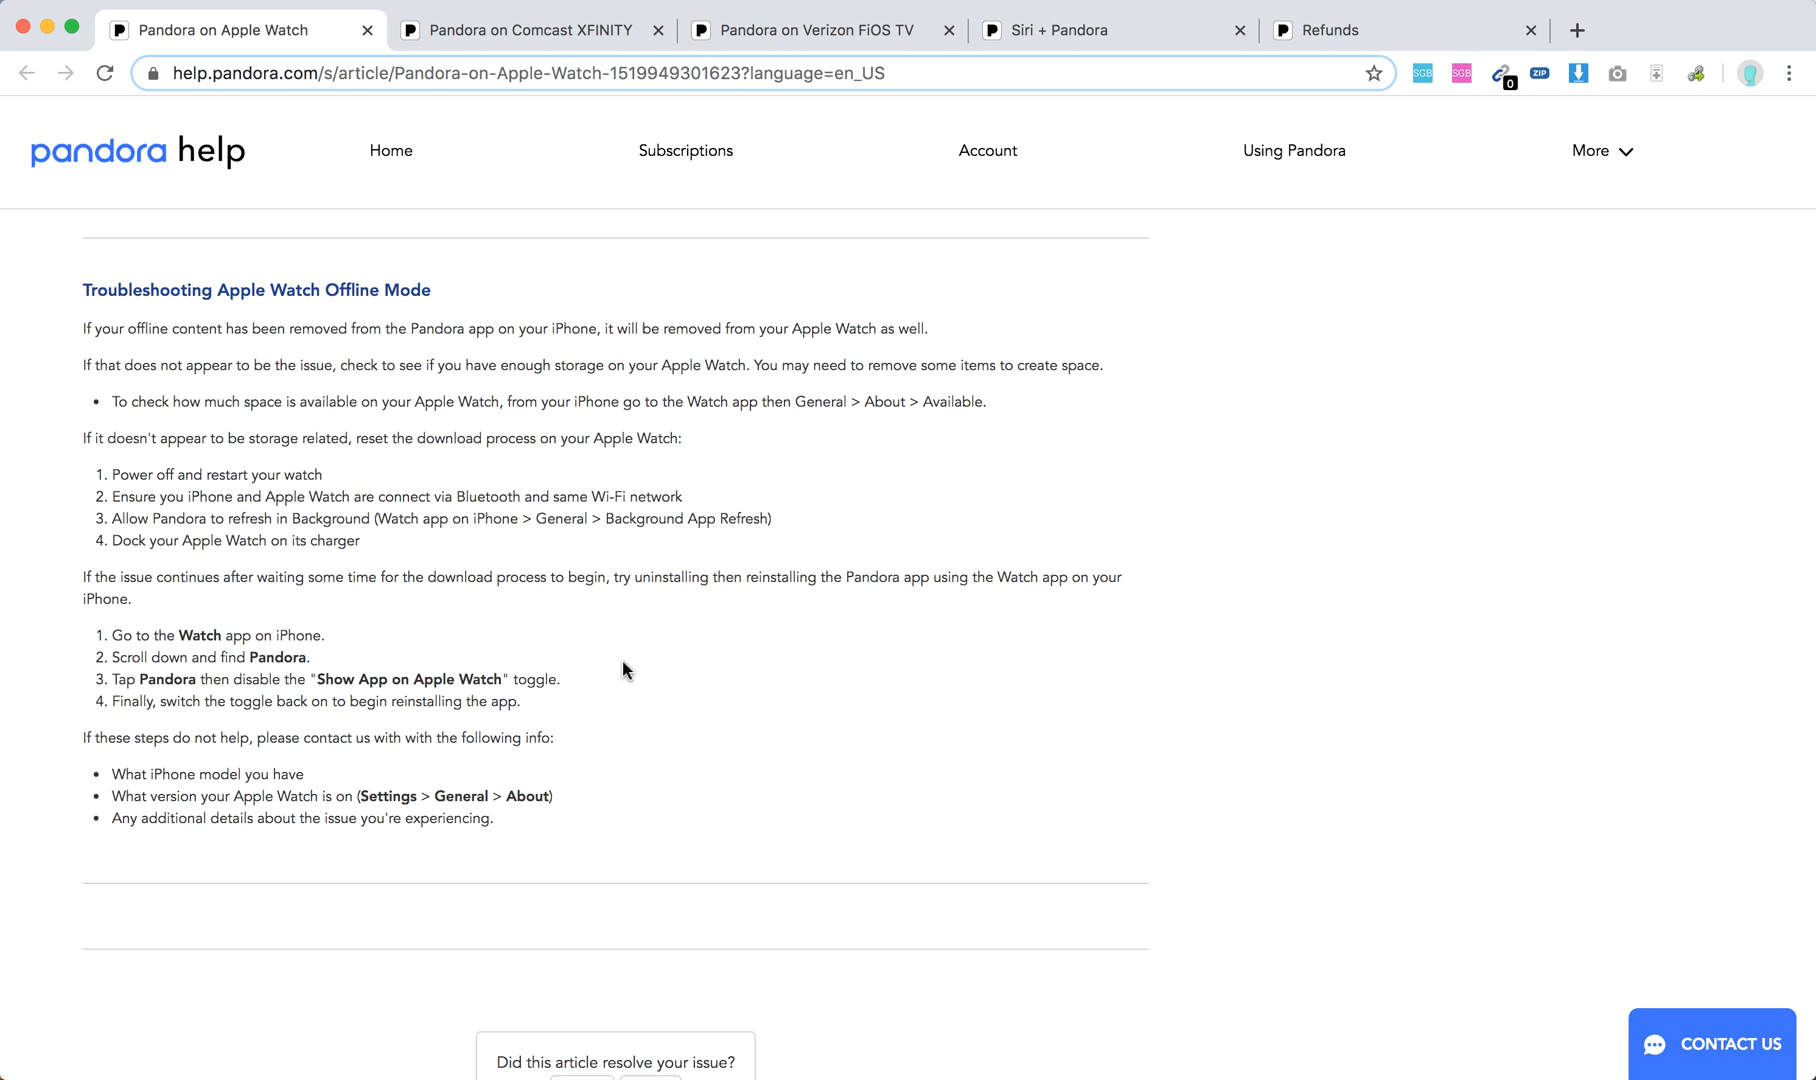 Pandora on Apple Watch
Pandora on Comcast XFINITY
Pandora on Verizon FiOS TV
Siri + Pandora
Refunds
help.pandora.com/s/article/Pandora-on-Apple-Watch-1519949301623?language=en_US
SGB
SGB
0
ZIP
pandora help
Home
Subscriptions
Account
Using Pandora
More
Troubleshooting Apple Watch Offline Mode
If your offline content has been removed from the Pandora app on your iPhone, it will be removed from your Apple Watch as well.
If that does not appear to be the issue, check to see if you have enough storage on your Apple Watch. You may need to remove some items to create space.
• To check how much space is available on your Apple Watch, from your iPhone go to the Watch app then General > About > Available.
If it doesn't appear to be storage related, reset the download process on your Apple Watch:
1. Power off and restart your watch
2. Ensure you iPhone and Apple Watch are connect via Bluetooth and same Wi-Fi network
3. Allow Pandora to refresh in Background (Watch app on iPhone > General > Background App Refresh)
4. Dock your Apple Watch on its charger
If the issue continues after waiting some time for the download process to begin, try uninstalling then reinstalling the Pandora app using the Watch app on your
iPhone.
1. Go to the Watch app on iPhone.
2. Scroll down and find Pandora.
3. Tap Pandora then disable the "Show App on Apple Watch" toggle.
4. Finally, switch the toggle back on to begin reinstalling the app.
If these steps do not help, please contact us with with the following info:
• What iPhone model you have
• What version your Apple Watch is on (Settings > General > About)
• Any additional details about the issue you're experiencing.
Did this article resolve your issue?
CONTACT US